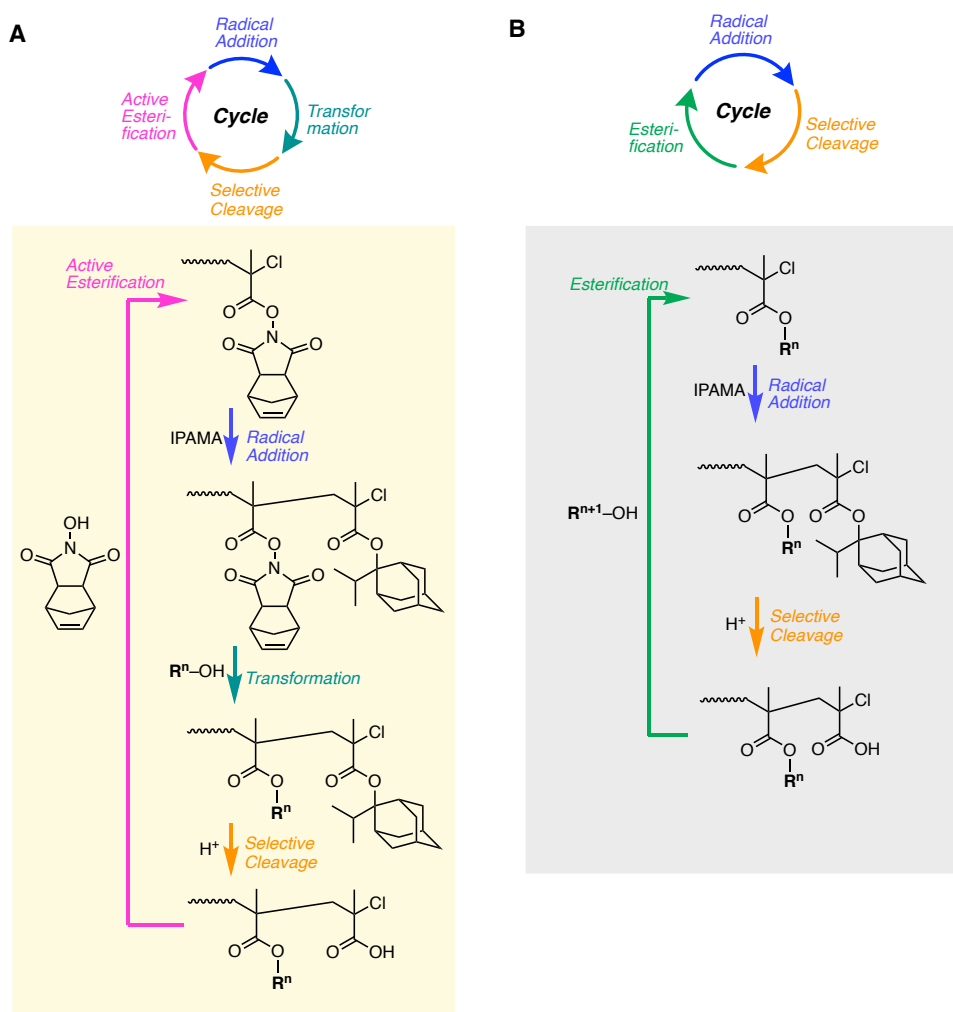 A
Radical
Addition
Active
Esteri-
fication
Cycle
Transfor
mation
Selective
Cleavage
Active
Esterification
Cl
O
O
N
O
O
IPAMA
Radical
Addition
Cl
O
O
O
O
N
O
O
OH
N
O
O
Rⁿ–OH
Transformation
Cl
O
O
O
O
Rⁿ
H⁺
Selective
Cleavage
Cl
O
O
O
OH
Rⁿ
B
Radical
Addition
Esteri-
fication
Cycle
Selective
Cleavage
Esterification
Cl
O
O
Rⁿ
IPAMA
Radical
Addition
Cl
O
O
O
O
Rⁿ
Rⁿ⁺¹–OH
H⁺
Selective
Cleavage
Cl
O
O
O
OH
Rⁿ